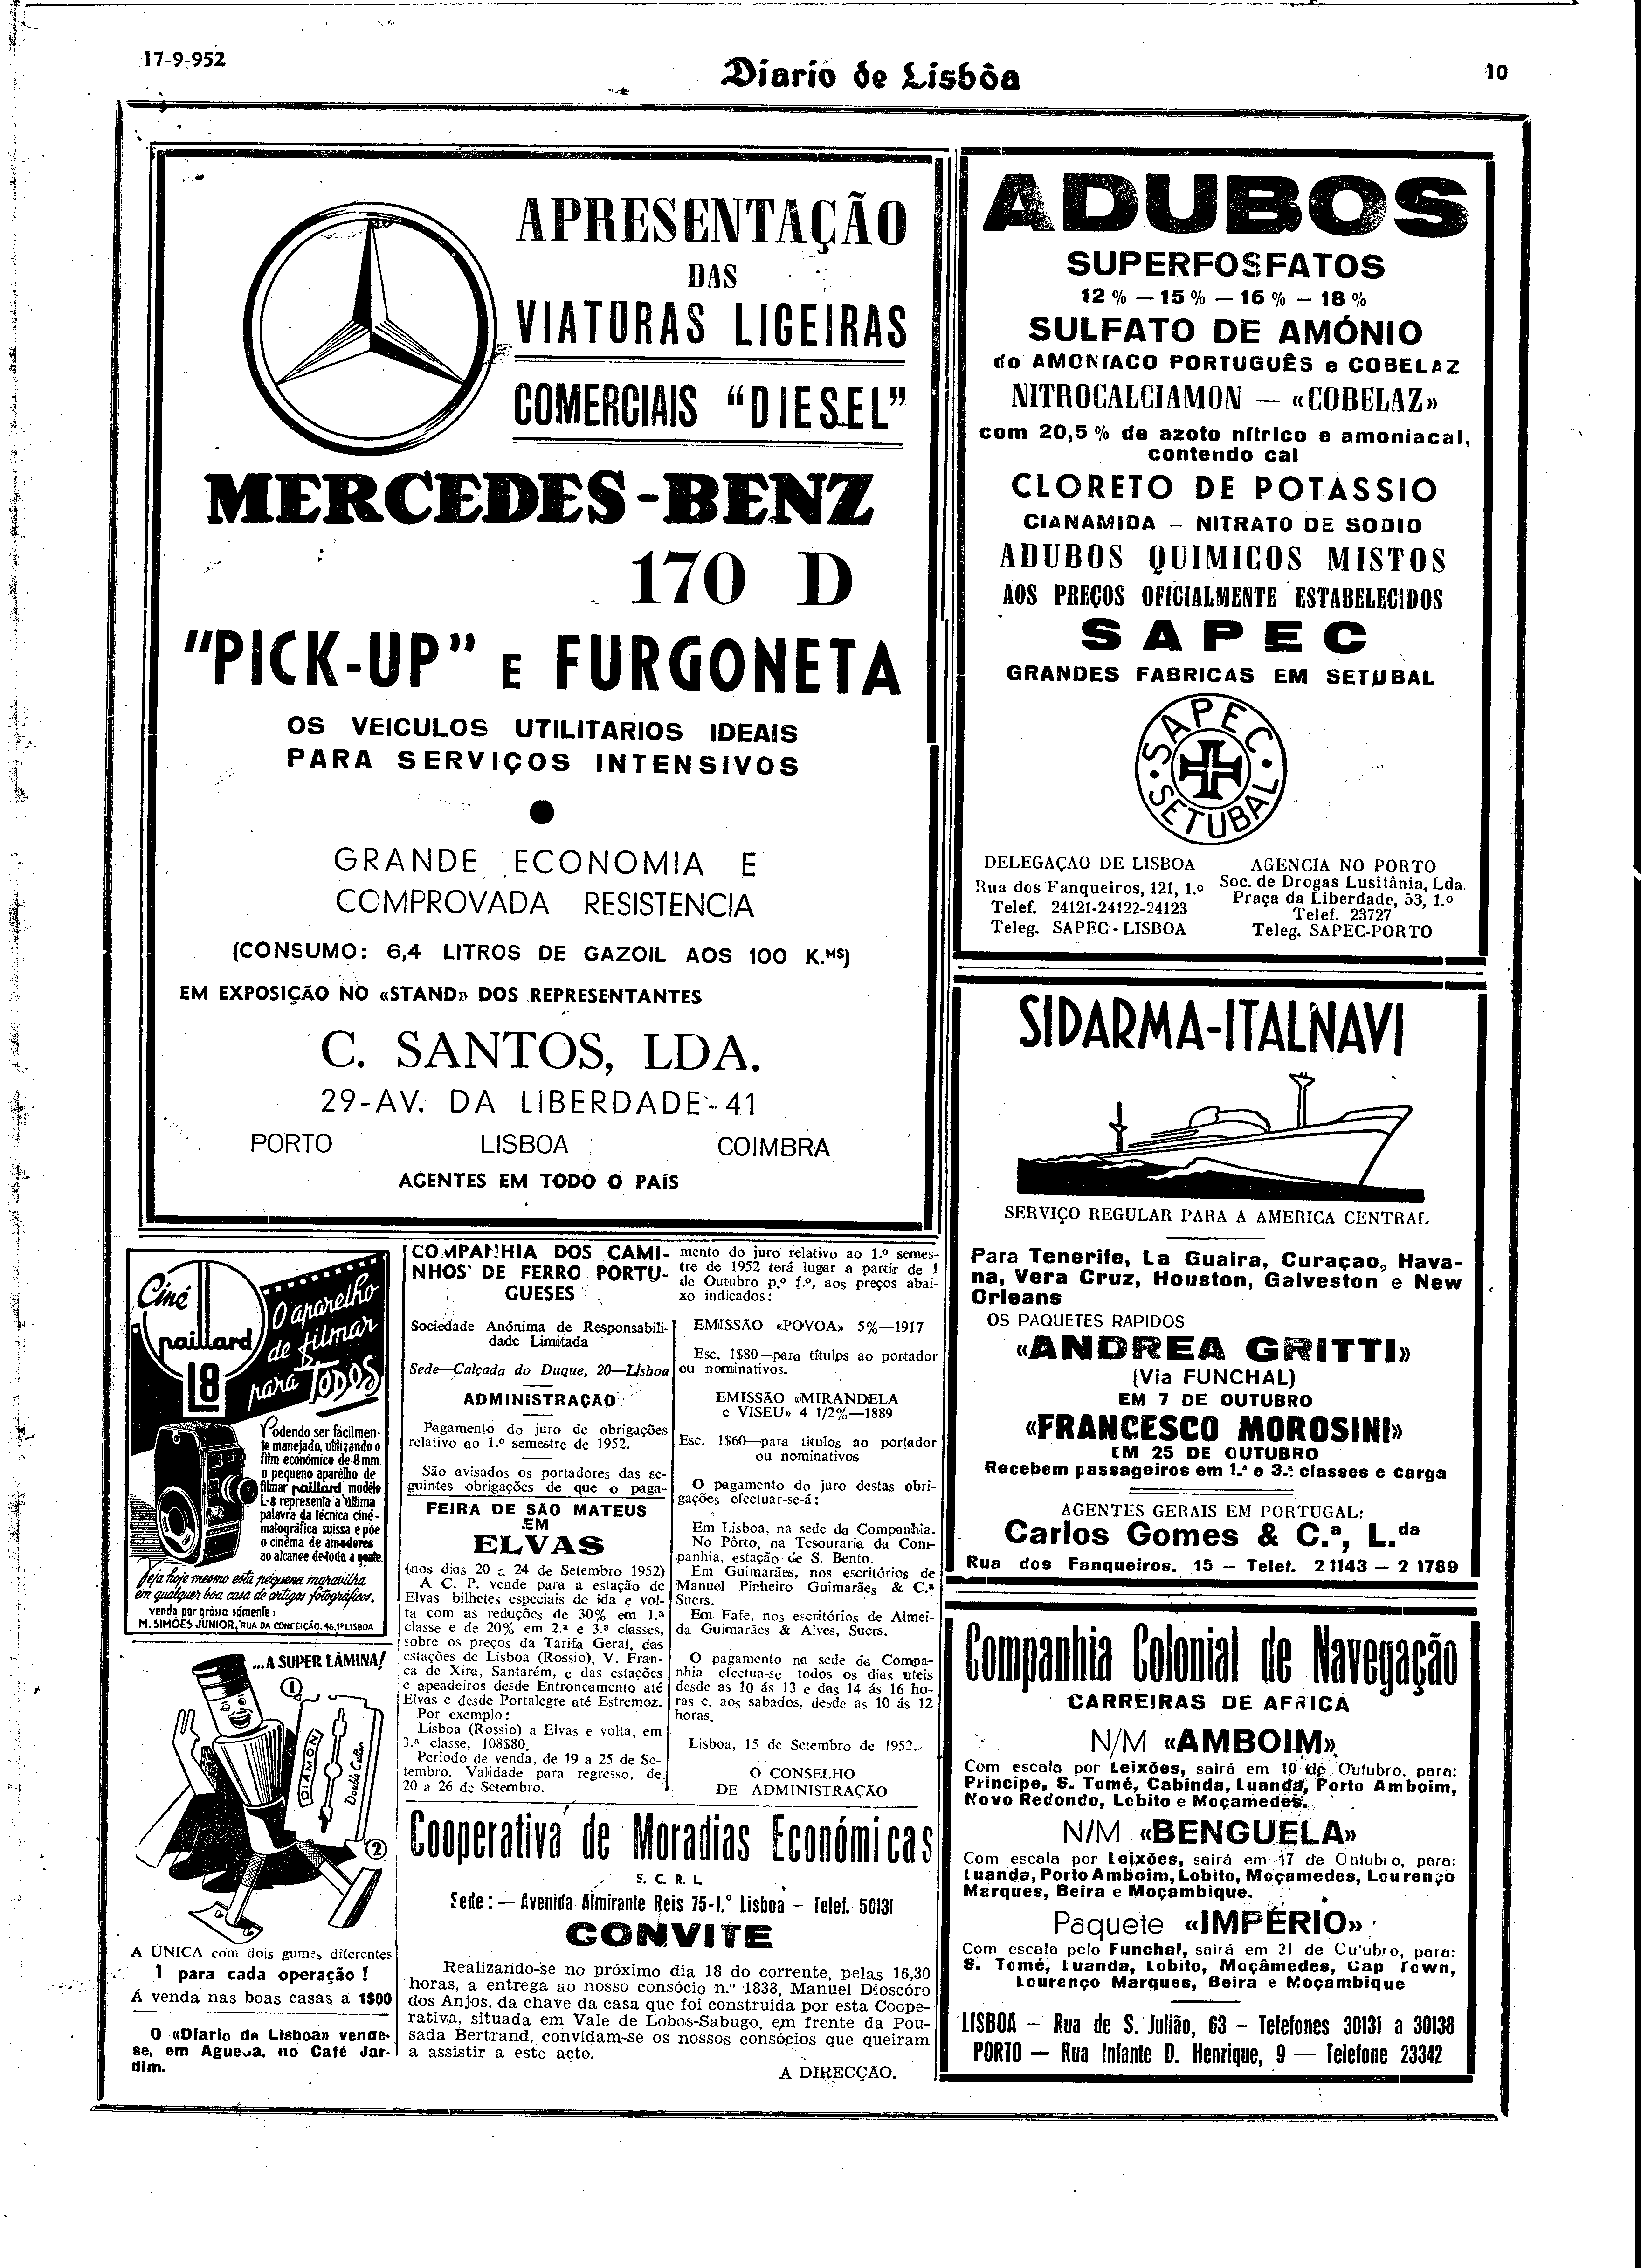 17-9-952
Diario de Lisbôa
10
APRESENTAÇÃO
DAS
VIATURAS LIGEIRAS
COMERCIAIS "DIESEL"
MERCEDES-BENZ
170 D
"PICK-UP" E FURGONETA
OS VEICULOS UTILITARIOS IDEAIS
PARA SERVIÇOS INTENSIVOS
GRANDE ECONOMIA E
COMPROVADA RESISTENCIA
(CONSUMO: 6,4 LITROS DE GAZOIL AOS 100 K.MS)
EM EXPOSIÇÃO NO «STAND» DOS REPRESENTANTES
C. SANTOS, LDA.
29-AV. DA LIBERDADE-41
PORTO LISBOA COIMBRA
AGENTES EM TODO O PAÍS
ADUBOS
SUPERFOSFATOS
12 % — 15 % — 16 % — 18 %
SULFATO DE AMÓNIO
do AMONÍACO PORTUGUÊS e COBELAZ
NITROCALCIAMON — «COBELAZ»
com 20,5 % de azoto nítrico e amoniacal,
contendo cal
CLORETO DE POTASSIO
CIANAMIDA — NITRATO DE SODIO
ADUBOS QUIMICOS MISTOS
AOS PREÇOS OFICIALMENTE ESTABELECIDOS
SAPEC
GRANDES FABRICAS EM SETUBAL
SAPEC
SETUBAL
DELEGAÇAO DE LISBOA
Rua dos Fanqueiros, 121, 1.º
Telef. 24121-24122-24123
Teleg. SAPEC - LISBOA
AGENCIA NO PORTO
Soc. de Drogas Lusitânia, Lda.
Praça da Liberdade, 53, 1.º
Telef. 23727
Teleg. SAPEC-PORTO
SIDARMA-ITALNAVI
SERVIÇO REGULAR PARA A AMERICA CENTRAL
Para Tenerife, La Guaira, Curaçao, Hava-
na, Vera Cruz, Houston, Galveston e New
Orleans
OS PAQUETES RAPIDOS
«ANDREA GRITTI»
(Via FUNCHAL)
EM 7 DE OUTUBRO
«FRANCESCO MOROSINI»
EM 25 DE OUTUBRO
Recebem passageiros em 1.ª e 3.ª classes e carga
AGENTES GERAIS EM PORTUGAL:
Carlos Gomes & C.ª, L.da
Rua dos Fanqueiros, 15 — Telef. 2 1143 — 2 1789
Companhia Colonial de Navegação
CARREIRAS DE AFRICA
N/M «AMBOIM»
Com escala por Leixões, sairá em 10 de Outubro, para:
Principe, S. Tomé, Cabinda, Luanda, Porto Amboim,
Novo Redondo, Lobito e Moçamedes.
N/M «BENGUELA»
Com escala por Leixões, sairá em 17 de Outubro, para:
Luanda, Porto Amboim, Lobito, Moçamedes, Lourenço
Marques, Beira e Moçambique.
Paquete «IMPÉRIO»
Com escala pelo Funchal, sairá em 21 de Cu'ubro, para:
S. Tomé, Luanda, Lobito, Moçâmedes, Cap Town,
Lourenço Marques, Beira e Moçambique
LISBOA — Rua de S. Julião, 63 — Telefones 30131 a 30138
PORTO — Rua Infante D. Henrique, 9 — Telefone 23342
Ciné
paillard
L8
O aparelho
de filmar
para TODOS
Podendo ser fàcilmen-
te manejado, utilizando o
film económico de 8mm
o pequeno aparelho de
filmar paillard modêlo
L-8 representa a última
palavra da técnica ciné-
matográfica suissa e põe
o cinêma de amadores
ao alcance de toda a gente
Veja hoje mesmo esta pequena maravilha
em qualquer boa casa de artigos fotográficos.
venda por grosso sòmente:
M. SIMÕES JUNIOR, RUA DA CONCEIÇÃO. 46.1º LISBOA
...A SUPER LÂMINA!
1
DIAMON
Double Cutter
2
A ÚNICA com dois gumes diferentes
1 para cada operação!
A venda nas boas casas a 1$00
O «Diario de Lisboa» vende-
se, em Agueda, no Café Jar-
dim.
COMPANHIA DOS CAMI-
NHOS DE FERRO PORTU-
GUESES
Sociedade Anónima de Responsabili-
dade Limitada
Sede—Calçada do Duque, 20—Lisboa
ADMINISTRAÇÃO
Pagamento do juro de obrigações
relativo ao 1.º semestre de 1952.
São avisados os portadores das se-
guintes obrigações de que o paga-
mento do juro relativo ao 1.º semes-
tre de 1952 terá lugar a partir de 1
de Outubro p.º f.º, aos preços abai-
xo indicados:
EMISSÃO «POVOA» 5%—1917
Esc. 1$80—para títulos ao portador
ou nominativos.
EMISSÃO «MIRANDELA
e VISEU» 4 1/2%—1889
Esc. 1$60—para titulos ao portador
ou nominativos
O pagamento do juro destas obri-
gações efectuar-se-á:
Em Lisboa, na sede da Companhia.
No Pôrto, na Tesouraria da Com-
panhia, estação de S. Bento.
Em Guimarães, nos escritórios de
Manuel Pinheiro Guimarães & C.ª
Sucrs.
Em Fafe, nos escritórios de Almei-
da Guimarães & Alves, Sucrs.
O pagamento na sede da Compa-
nhia efectua-se todos os dias uteis
desde as 10 ás 13 e das 14 ás 16 ho-
ras e, aos sabados, desde as 10 ás 12
horas.
Lisboa, 15 de Setembro de 1952.
O CONSELHO
DE ADMINISTRAÇÃO
FEIRA DE SÃO MATEUS
EM
ELVAS
(nos dias 20 a 24 de Setembro 1952)
A C. P. vende para a estação de
Elvas bilhetes especiais de ida e vol-
ta com as reduções de 30% em 1.ª
classe e de 20% em 2.ª e 3.ª classes,
sobre os preços da Tarifa Geral, das
estações de Lisboa (Rossio), V. Fran-
ca de Xira, Santarém, e das estações
e apeadeiros desde Entroncamento até
Elvas e desde Portalegre até Estremoz.
Por exemplo:
Lisboa (Rossio) a Elvas e volta, em
3.ª classe, 108$80.
Periodo de venda, de 19 a 25 de Se-
tembro. Validade para regresso, de
20 a 26 de Setembro.
Cooperativa de Moradias Económicas
S. C. R. L.
Sede: — Avenida Almirante Reis 75-1.º Lisboa — Telef. 50131
CONVITE
Realizando-se no próximo dia 18 do corrente, pelas 16,30
horas, a entrega ao nosso consócio n.º 1838, Manuel Dioscóro
dos Anjos, da chave da casa que foi construida por esta Coope-
rativa, situada em Vale de Lobos-Sabugo, em frente da Pou-
sada Bertrand, convidam-se os nossos consócios que queiram
a assistir a este acto.
A DIRECÇÃO.